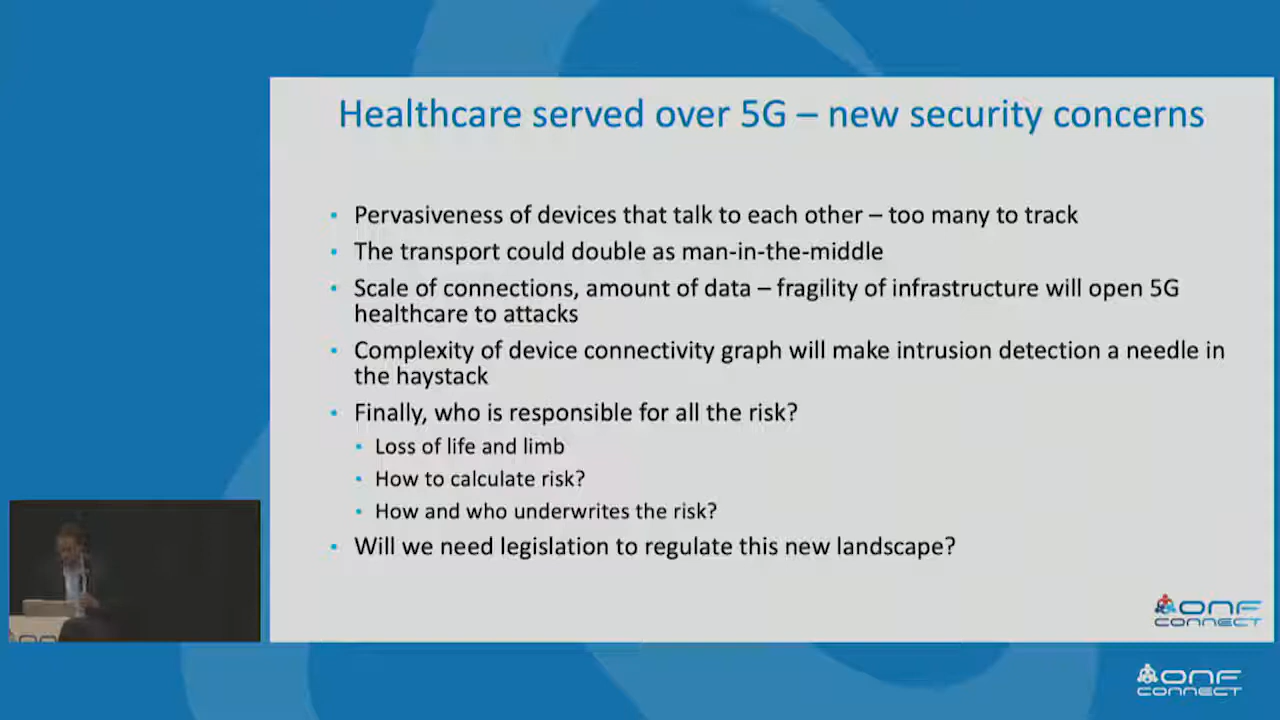 Healthcare served over 5G – new security concerns
• Pervasiveness of devices that talk to each other – too many to track
• The transport could double as man-in-the-middle
• Scale of connections, amount of data – fragility of infrastructure will open 5G
healthcare to attacks
• Complexity of device connectivity graph will make intrusion detection a needle in
the haystack
• Finally, who is responsible for all the risk?
• Loss of life and limb
• How to calculate risk?
• How and who underwrites the risk?
• Will we need legislation to regulate this new landscape?
ONF
CONNECT
ONF
CONNECT